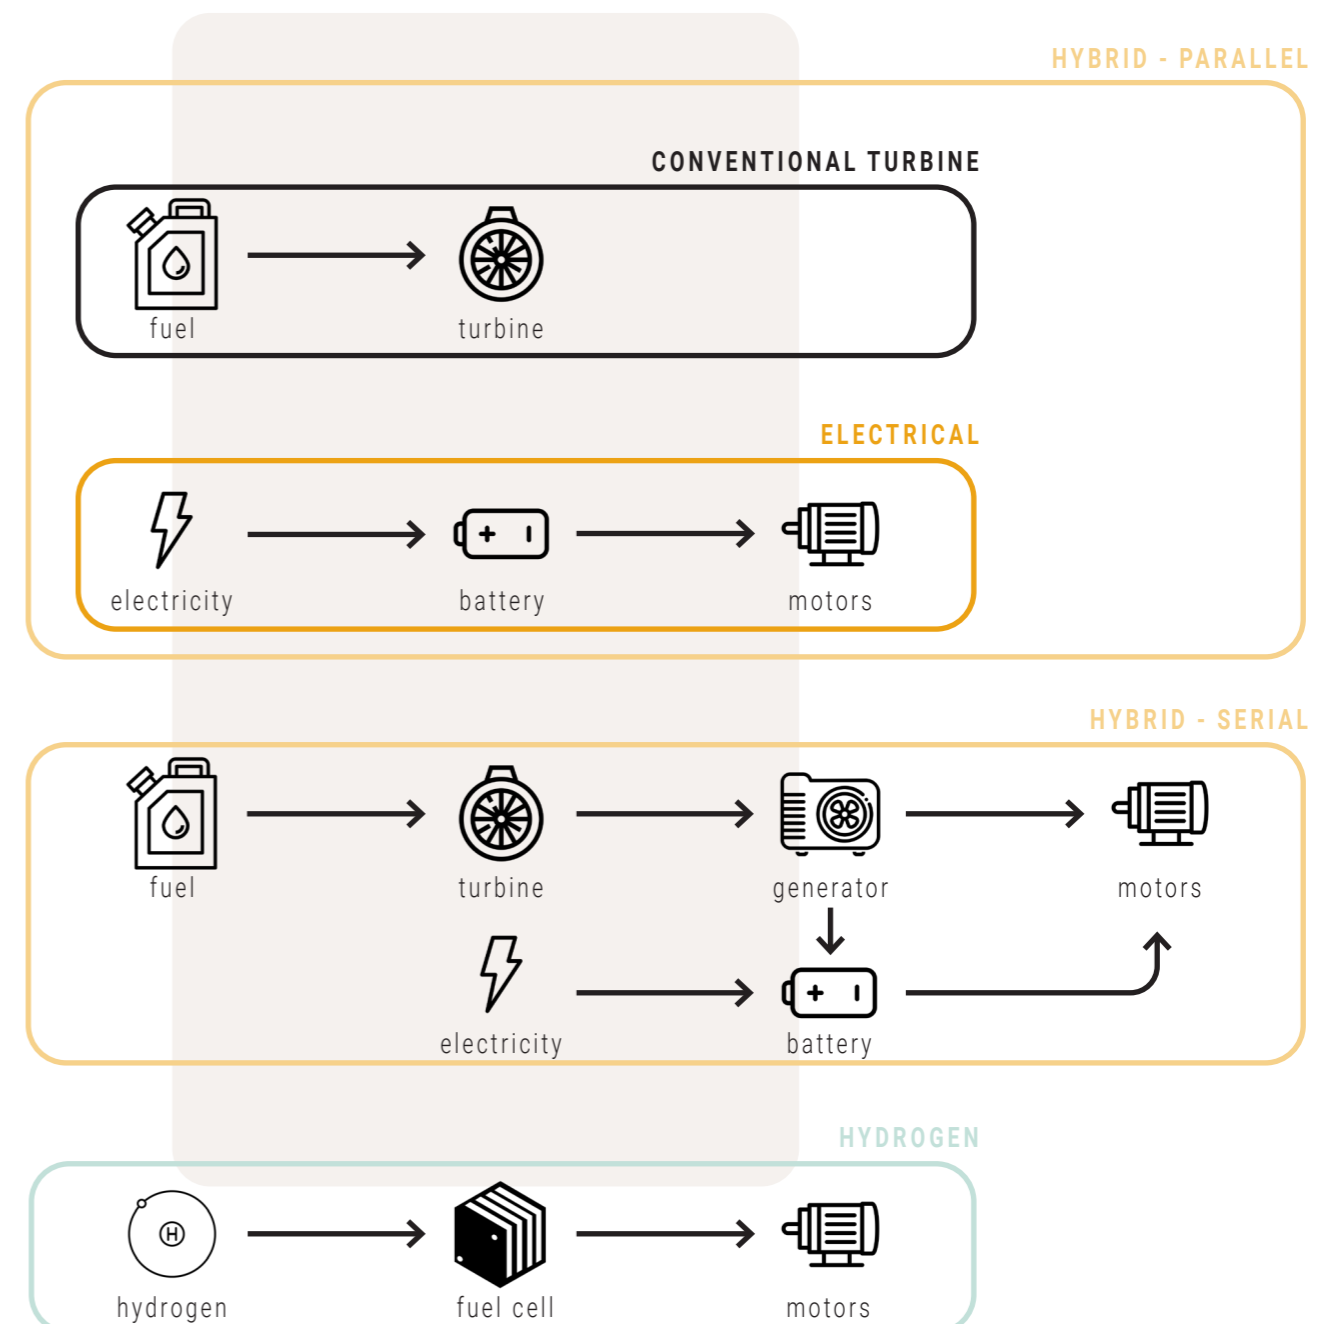 HYBRID - PARALLEL
CONVENTIONAL TURBINE
fuel
turbine
ELECTRICAL
+
electricity
battery
motors
HYBRID - SERIAL
fuel
turbine
generator
motors
+
electricity
battery
HYDROGEN
H
hydrogen
fuel cell
motors